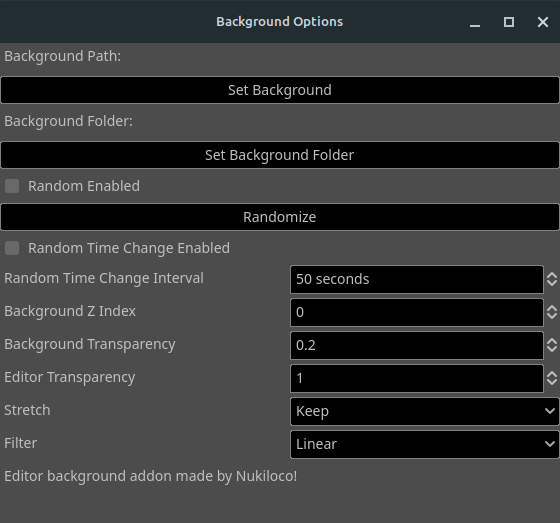 Background Options
Background Path:
Set Background
Background Folder:
Set Background Folder
Random Enabled
Randomize
Random Time Change Enabled
Random Time Change Interval 50 seconds
Background Z Index 0
Background Transparency 0.2
Editor Transparency 1
Stretch Keep
Filter Linear
Editor background addon made by Nukiloco!